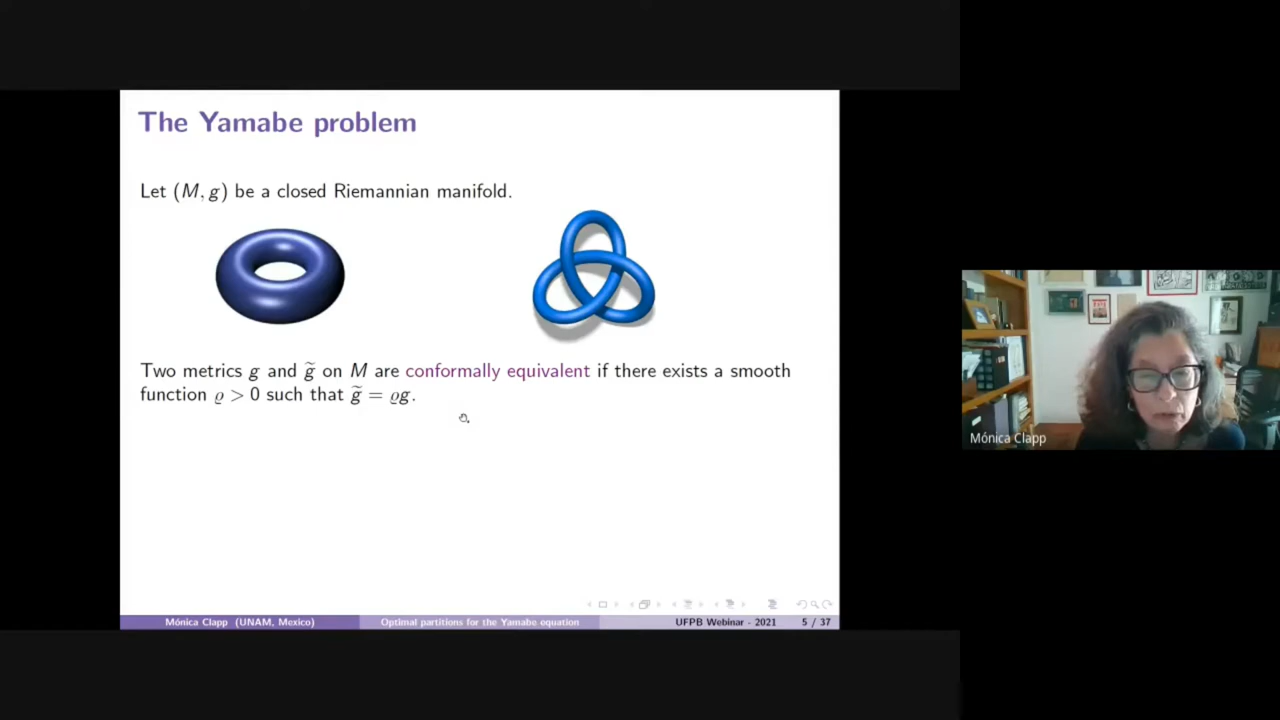 The Yamabe problem
Let (M, g) be a closed Riemannian manifold.
Two metrics g and g̃ on M are conformally equivalent if there exists a smooth
function ϱ > 0 such that g̃ = ϱg.
Mónica Clapp (UNAM, Mexico)
Optimal partitions for the Yamabe equation
UFPB Webinar - 2021
5 / 37
Mónica Clapp